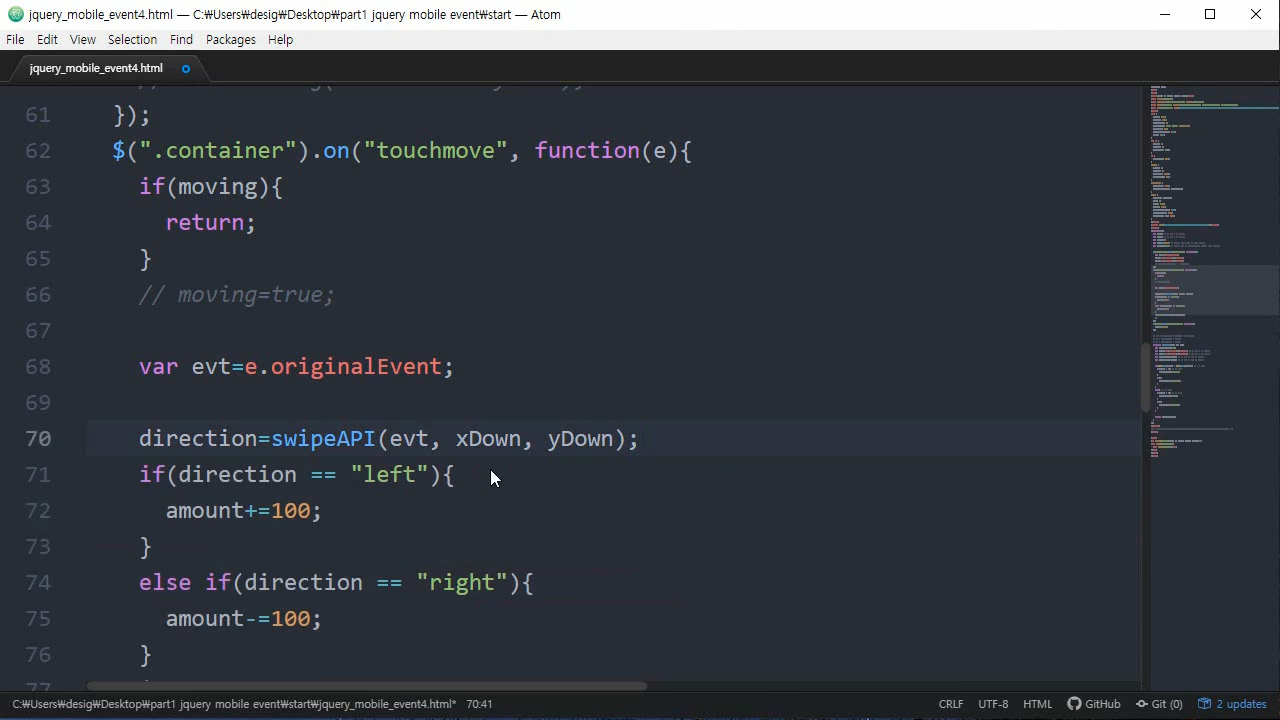 jquery_mobile_event4.html — C:₩Users₩desig₩Desktop₩part1 jquery mobile event₩start — Atom
File Edit View Selection Find Packages Help
jquery_mobile_event4.html
61 });
62 $(".container").on("touchmove", function(e){
63 if(moving){
64 return;
65 }
66 // moving=true;
67
68 var evt=e.originalEvent;
69
70 direction=swipeAPI(evt, xDown, yDown);
71 if(direction == "left"){
72 amount+=100;
73 }
74 else if(direction == "right"){
75 amount-=100;
76 }
77
C:₩Users₩desig₩Desktop₩part1 jquery mobile event₩start₩jquery_mobile_event4.html* 70:41 CRLF UTF-8 HTML GitHub Git (0) 2 updates